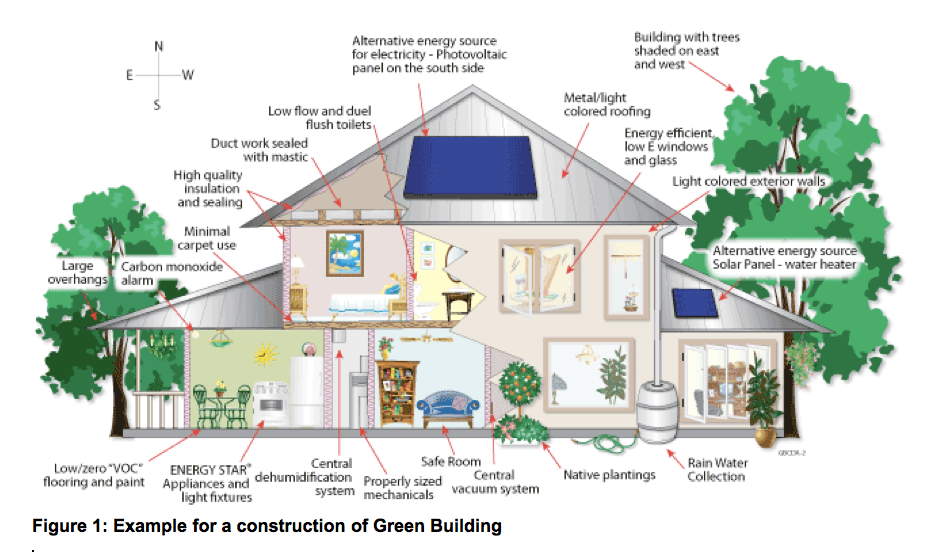 N
E
W
S
Alternative energy source
for electricity - Photovoltaic
panel on the south side
Building with trees
shaded on east
and west
Low flow and duel
flush toilets
Metal/light
colored roofing
Duct work sealed
with mastic
Energy efficient,
low E windows
and glass
High quality
insulation
and sealing
Light colored exterior walls
Minimal
carpet use
Alternative energy source
Solar Panel - water heater
Large
overhangs
Carbon monoxide
alarm
Low/zero "VOC"
flooring and paint
ENERGY STAR®
Appliances and
light fixtures
Central
dehumidification
system
Properly sized
mechanicals
Safe Room
Central
vacuum system
Native plantings
Rain Water
Collection
GBCDR-2
Figure 1: Example for a construction of Green Building